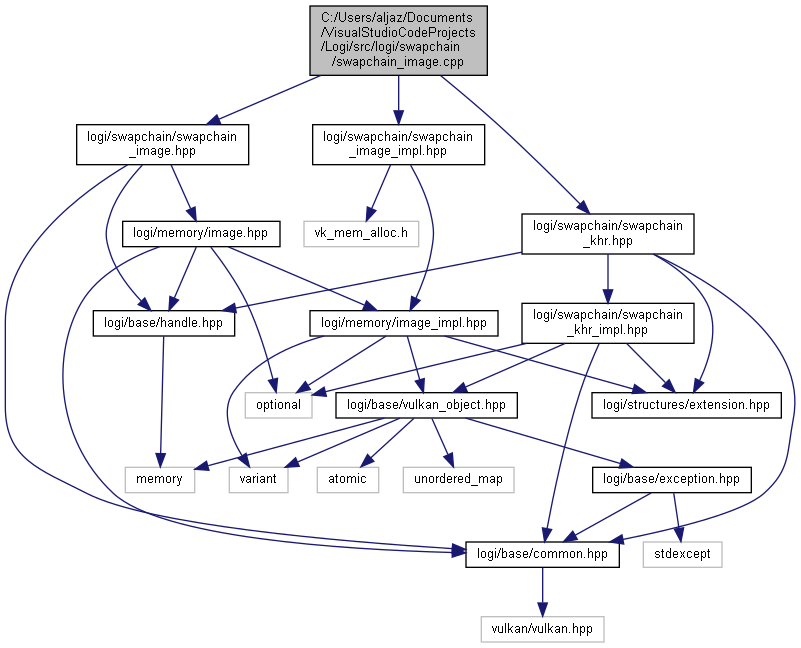 C:/Users/aljaz/Documents
/VisualStudioCodeProjects
/Logi/src/logi/swapchain
/swapchain_image.cpp
logi/swapchain/swapchain
_image.hpp
logi/swapchain/swapchain
_image_impl.hpp
vk_mem_alloc.h
logi/swapchain/swapchain
_khr.hpp
logi/memory/image.hpp
logi/base/handle.hpp
logi/memory/image_impl.hpp
logi/swapchain/swapchain
_khr_impl.hpp
optional
logi/base/vulkan_object.hpp
logi/structures/extension.hpp
memory
variant
atomic
unordered_map
logi/base/exception.hpp
logi/base/common.hpp
stdexcept
vulkan/vulkan.hpp